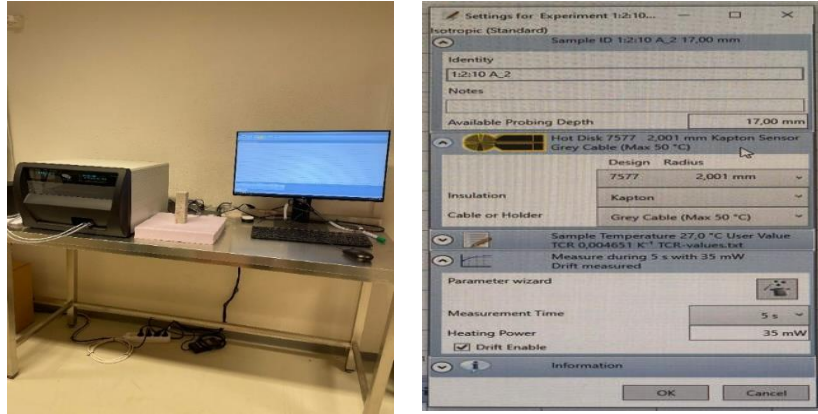 Settings for Experiment 1:2:10...
Isotropic (Standard)
Sample ID 1:2:10 A_2 17,00 mm
Identity
1:2:10 A_2
Notes
Available Probing Depth 17,00 mm
Hot Disk 7577 2,001 mm Kapton Sensor
Grey Cable (Max 50 °C)
Design Radius
7577 2,001 mm
Insulation Kapton
Cable or Holder Grey Cable (Max 50 °C)
Sample Temperature 27,0 °C User Value
TCR 0,004651 K⁻¹ TCR-values.txt
Measure during 5 s with 35 mW
Drift measured
Parameter wizard
Measurement Time 5 s
Heating Power 35 mW
Drift Enable
Information
OK Cancel